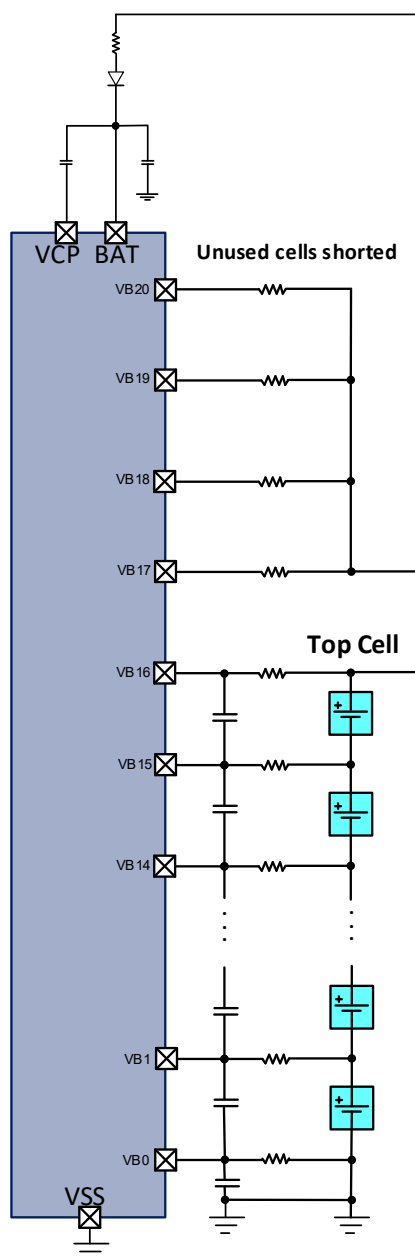 VCP BAT
Unused cells shorted
VB20
VB19
VB18
VB17
Top Cell
VB16
+
VB15
+
VB14
+
VB1
+
VB0
VSS